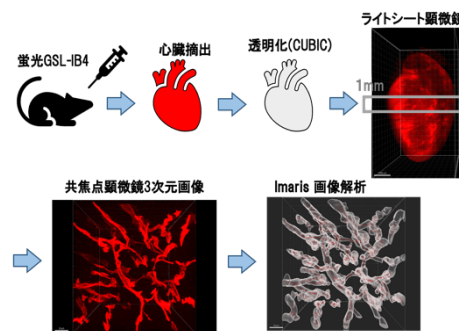 蛍光GSL-IB4
心臓摘出
透明化(CUBIC)
ライトシート顕微鏡
1mm
共焦点顕微鏡3次元画像
Imaris 画像解析